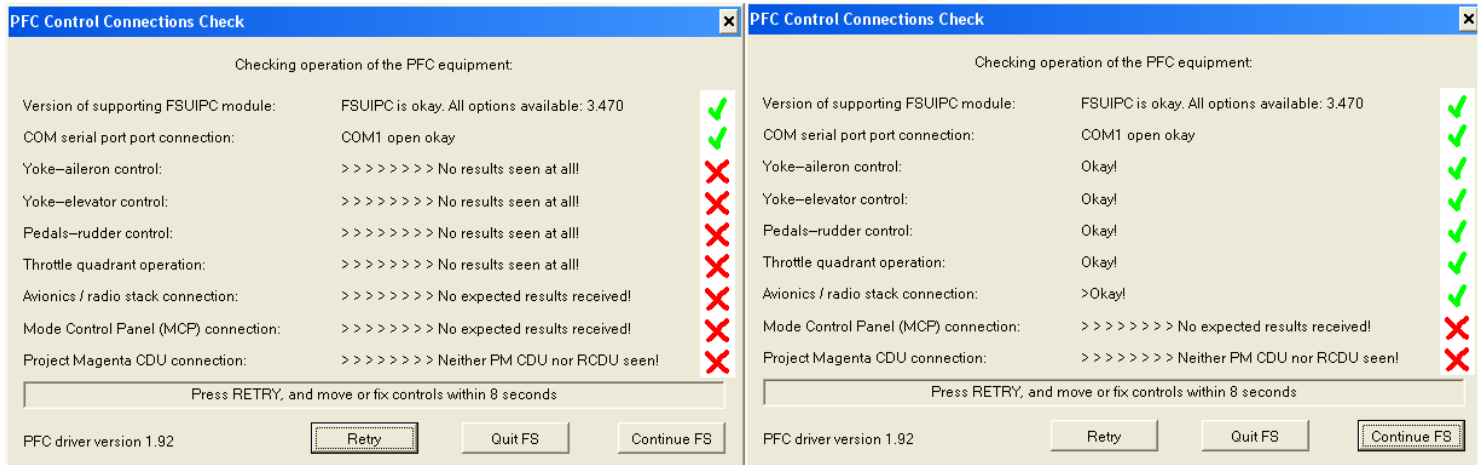 PFC Control Connections Check
Checking operation of the PFC equipment:
Version of supporting FSUIPC module: FSUIPC is okay. All options available: 3.470
COM serial port port connection: COM1 open okay
Yoke–aileron control: > > > > > > > > No results seen at all!
Yoke–elevator control: > > > > > > > > No results seen at all!
Pedals–rudder control: > > > > > > > > No results seen at all!
Throttle quadrant operation: > > > > > > > > No results seen at all!
Avionics / radio stack connection: > > > > > > > > No expected results received!
Mode Control Panel (MCP) connection: > > > > > > > > No expected results received!
Project Magenta CDU connection: > > > > > > > > Neither PM CDU nor RCDU seen!
Press RETRY, and move or fix controls within 8 seconds
PFC driver version 1.92 Retry Quit FS Continue FS
PFC Control Connections Check
Checking operation of the PFC equipment:
Version of supporting FSUIPC module: FSUIPC is okay. All options available: 3.470
COM serial port port connection: COM1 open okay
Yoke–aileron control: Okay!
Yoke–elevator control: Okay!
Pedals–rudder control: Okay!
Throttle quadrant operation: Okay!
Avionics / radio stack connection: >Okay!
Mode Control Panel (MCP) connection: > > > > > > > > No expected results received!
Project Magenta CDU connection: > > > > > > > > Neither PM CDU nor RCDU seen!
Press RETRY, and move or fix controls within 8 seconds
PFC driver version 1.92 Retry Quit FS Continue FS